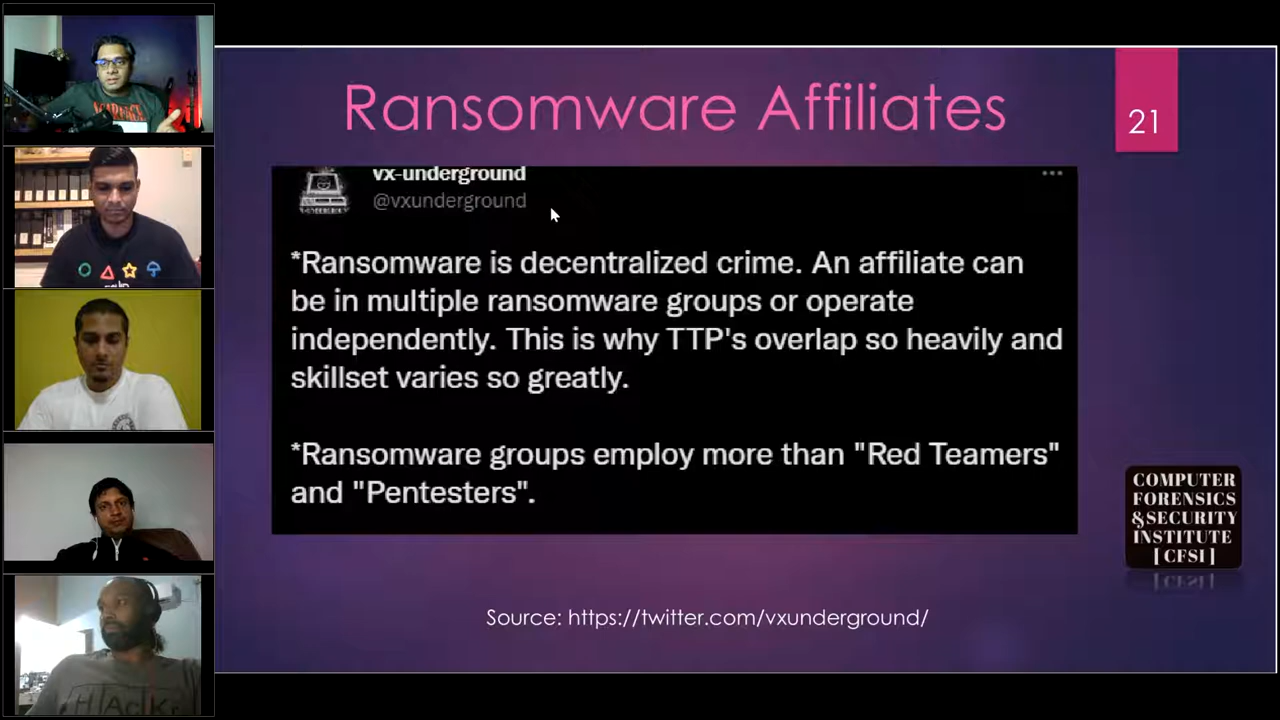 Ransomware Affiliates
21
vx-underground
@vxunderground
*Ransomware is decentralized crime. An affiliate can
be in multiple ransomware groups or operate
independently. This is why TTP's overlap so heavily and
skillset varies so greatly.
*Ransomware groups employ more than "Red Teamers"
and "Pentesters".
COMPUTER
FORENSICS
&SECURITY
INSTITUTE
[ CFSI ]
Source: https://twitter.com/vxunderground/